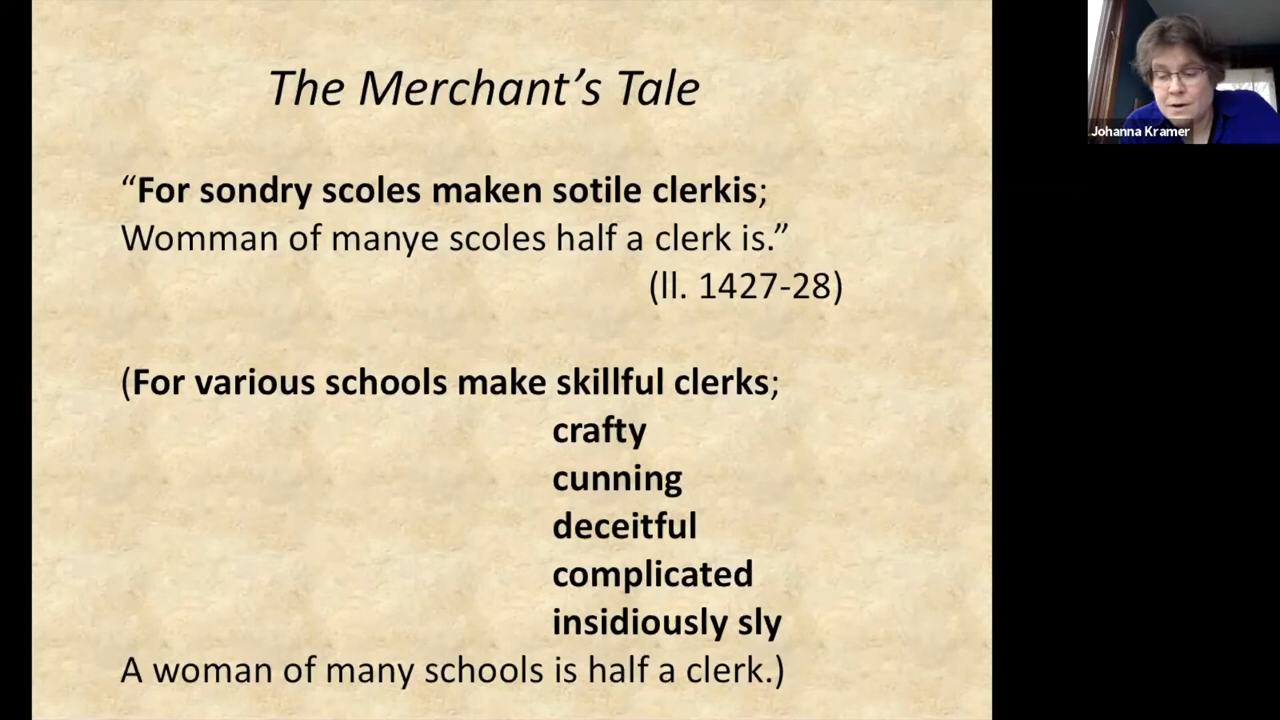 The Merchant’s Tale
“For sondry scoles maken sotile clerkis;
Womman of manye scoles half a clerk is.”
(ll. 1427-28)
(For various schools make skillful clerks;
crafty
cunning
deceitful
complicated
insidiously sly
A woman of many schools is half a clerk.)
Johanna Kramer